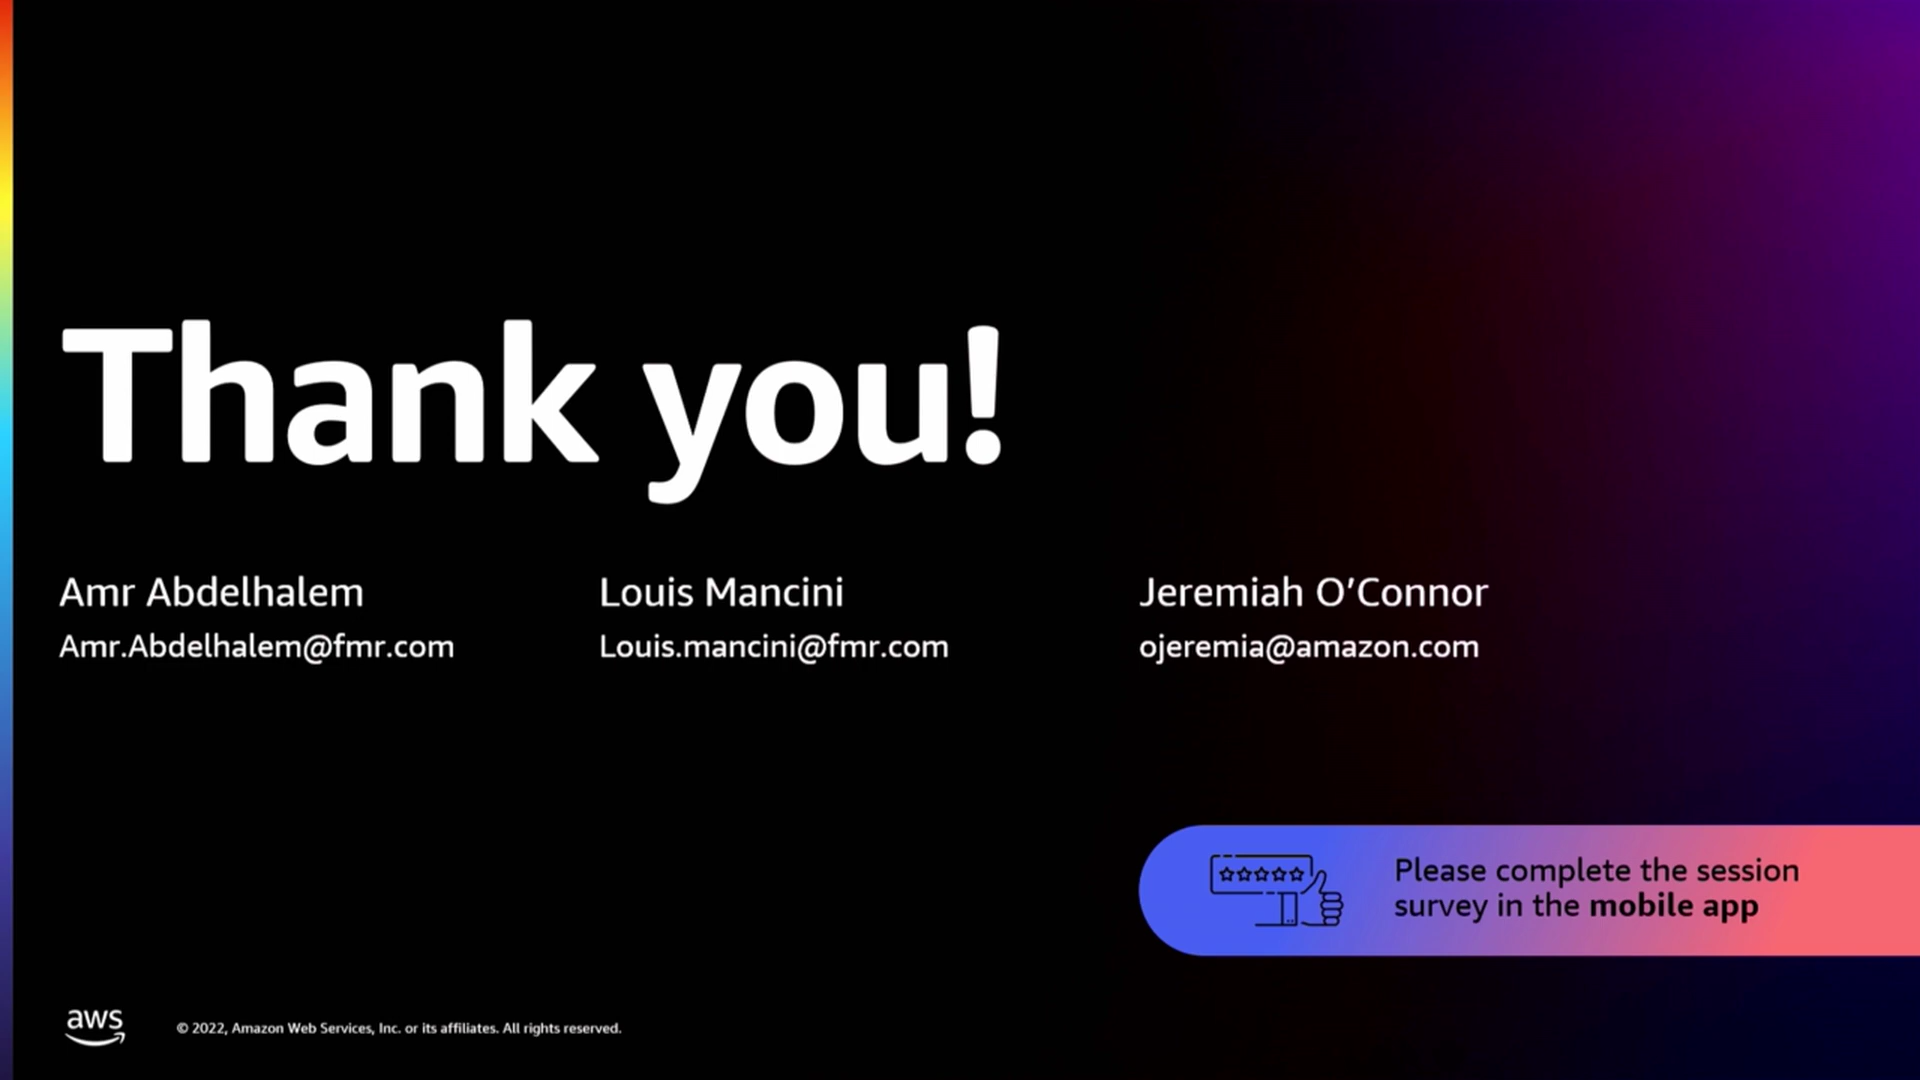 Thank you!
Amr Abdelhalem
Amr.Abdelhalem@fmr.com
Louis Mancini
Louis.mancini@fmr.com
Jeremiah O’Connor
ojeremia@amazon.com
Please complete the session
survey in the mobile app
aws
© 2022, Amazon Web Services, Inc. or its affiliates. All rights reserved.